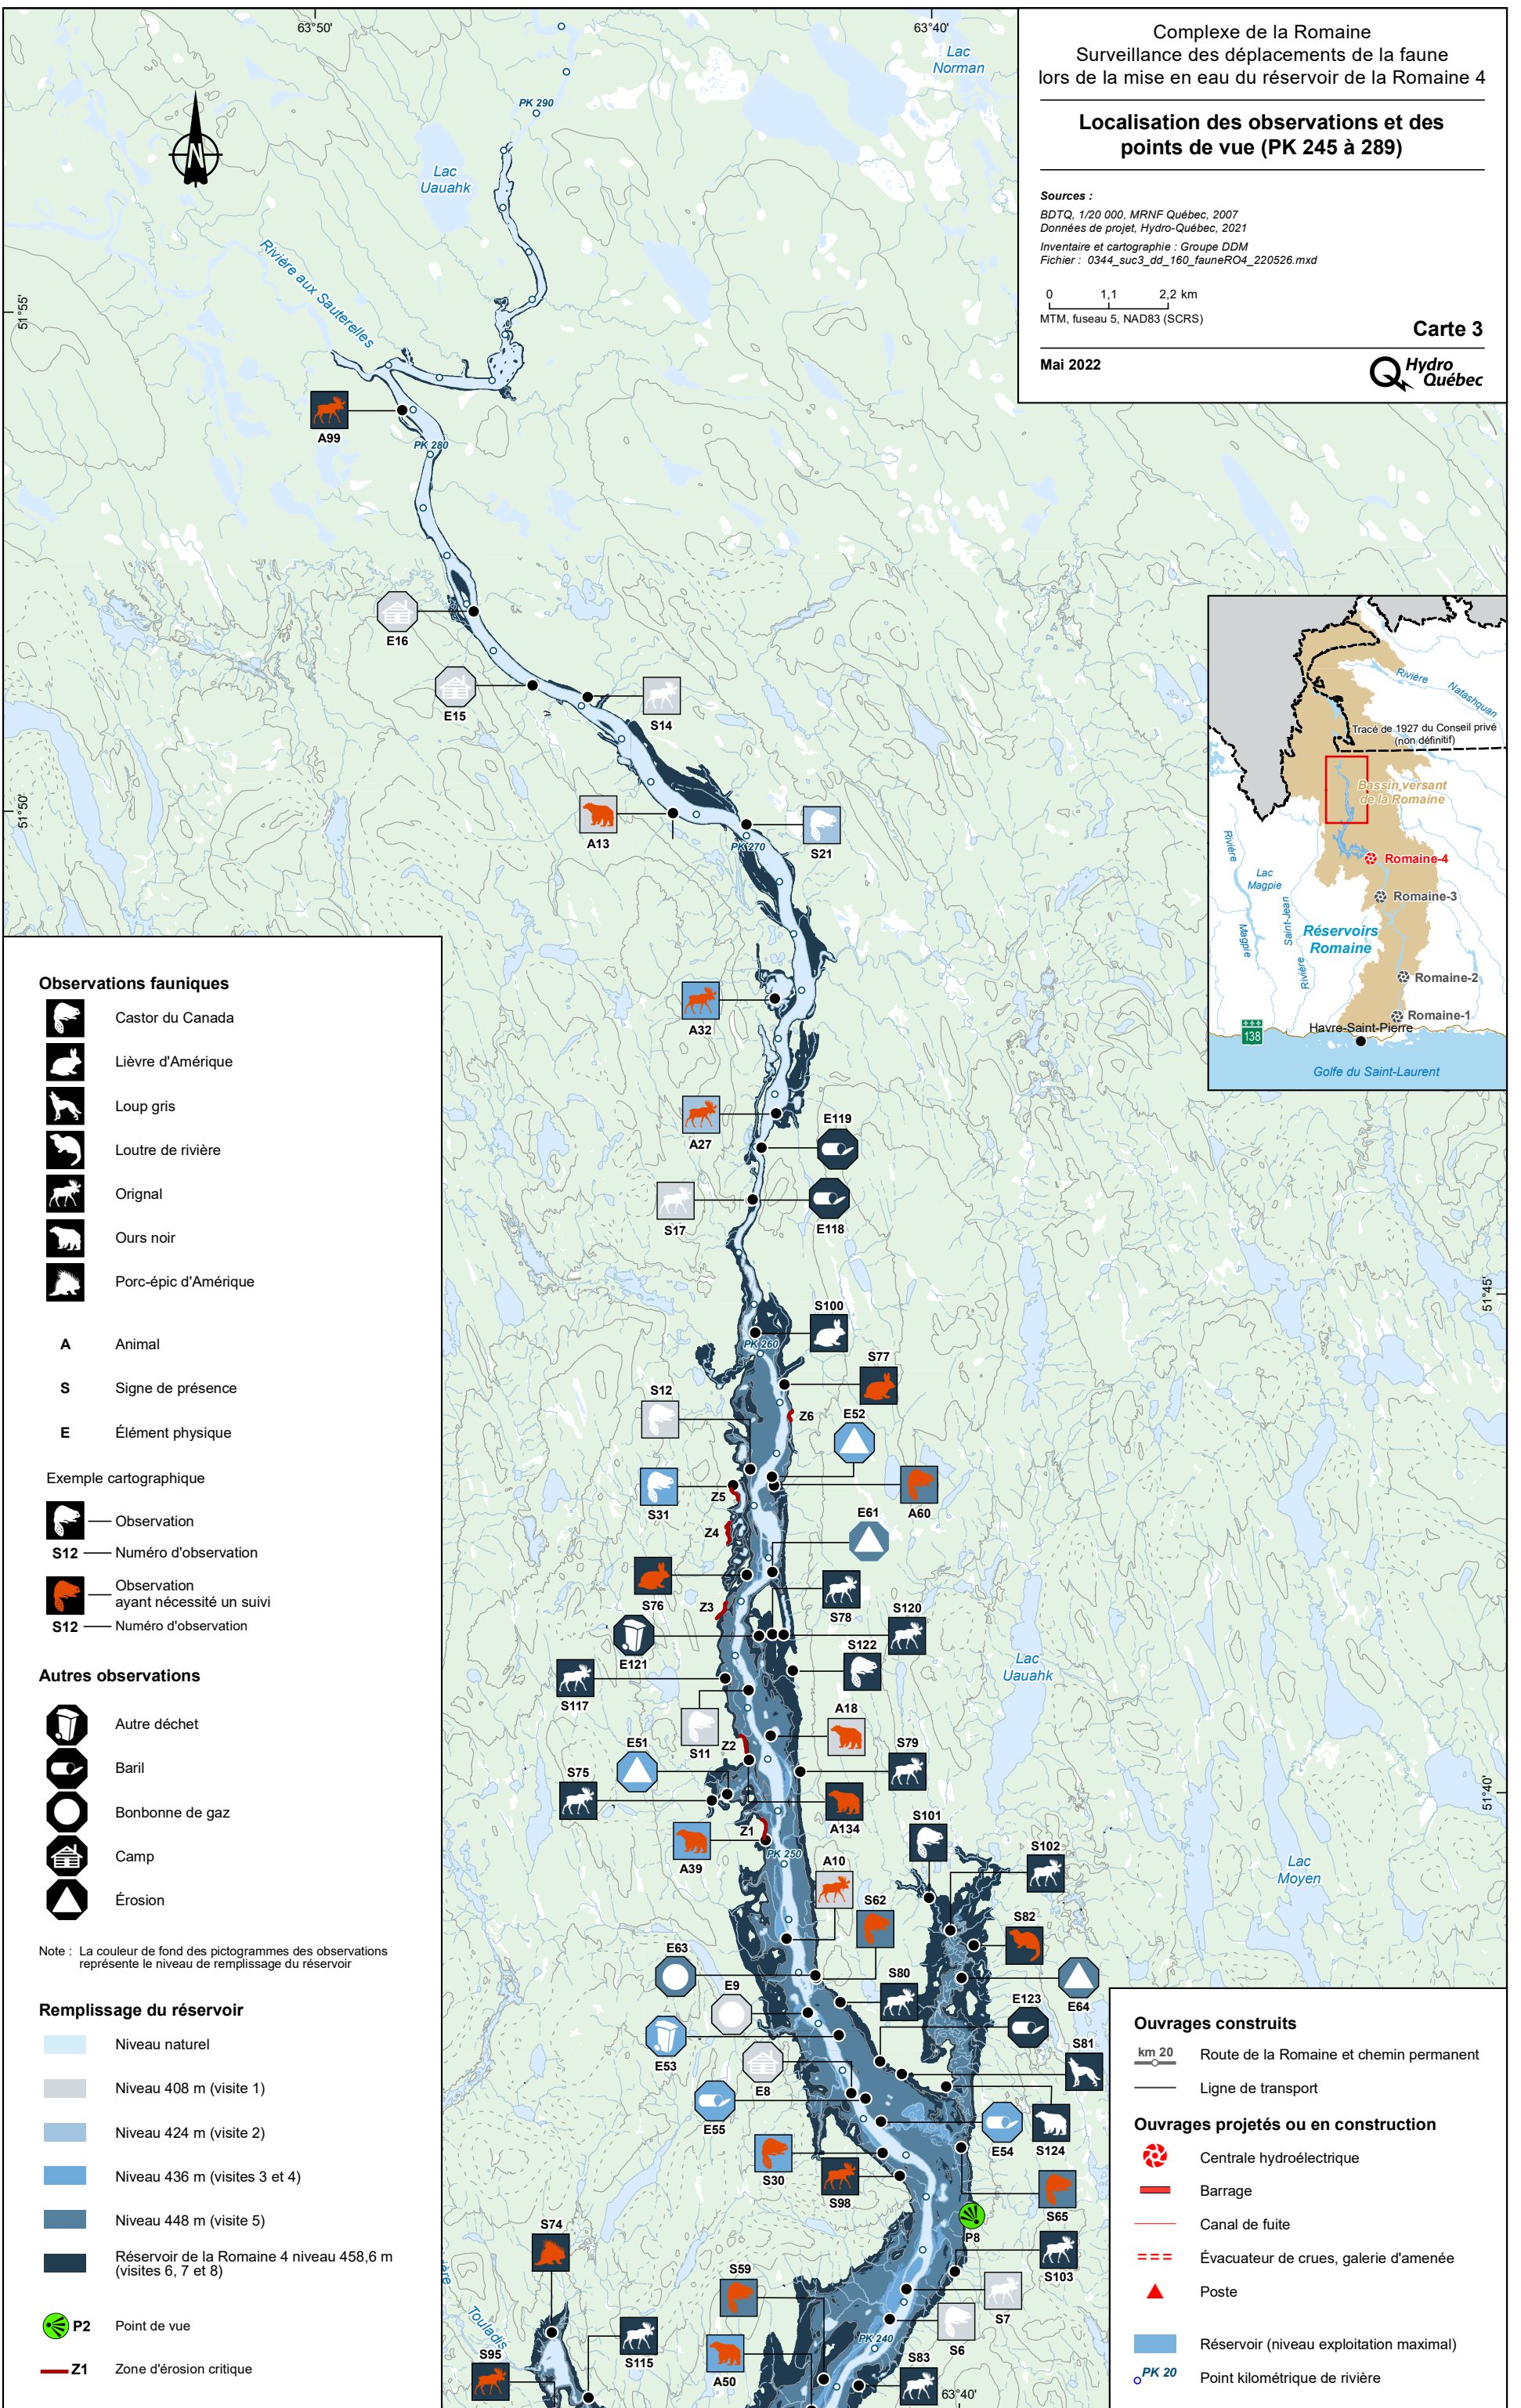 63°50'
63°40'
Complexe de la Romaine
Surveillance des déplacements de la faune
lors de la mise en eau du réservoir de la Romaine 4
Localisation des observations et des
points de vue (PK 245 à 289)
Sources :
BDTQ, 1/20 000, MRNF Québec, 2007
Données de projet, Hydro-Québec, 2021
Inventaire et cartographie : Groupe DDM
Fichier : 0344_suc3_dd_160_fauneRO4_220526.mxd
0 1,1 2,2 km
MTM, fuseau 5, NAD83 (SCRS)
Carte 3
Mai 2022
Hydro
Québec
Lac
Norman
PK 290
N
Lac
Uauahk
Rivière aux Sauterelles
51°55'
A99
PK 280
E16
E15
S14
51°50'
A13
S21
PK 270
Rivière
Natashquan
Tracé de 1927 du Conseil privé
(non définitif)
Bassin versant
de la Romaine
Romaine-4
Rivière
Magpie
Lac
Magpie
Romaine-3
Rivière
Saint-Jean
Réservoirs
Romaine
Romaine-2
Romaine-1
138
Havre-Saint-Pierre
Golfe du Saint-Laurent
A32
A27
E119
S17
E118
51°45'
S100
PK 260
S77
S12
Z6
E52
S31
Z5
A60
Z4
E61
S76
S78
Z3
S120
E121
S122
S117
Lac
Uauahk
S11
A18
Z2
E51
S79
S75
51°40'
A134
Z1
S101
A39
PK 250
S102
A10
Lac
Moyen
S62
S82
E63
S80
E9
E64
E123
E53
S81
E8
E55
E54
S124
S30
S98
S65
P8
S74
S103
S59
S7
Touladis
S6
S115
PK 240
S95
A50
S83
63°40'
Observations fauniques
Castor du Canada
Lièvre d'Amérique
Loup gris
Loutre de rivière
Orignal
Ours noir
Porc-épic d'Amérique
A Animal
S Signe de présence
E Élément physique
Exemple cartographique
Observation
S12 Numéro d'observation
Observation
ayant nécessité un suivi
S12 Numéro d'observation
Autres observations
Autre déchet
Baril
Bonbonne de gaz
Camp
Érosion
Note : La couleur de fond des pictogrammes des observations
représente le niveau de remplissage du réservoir
Remplissage du réservoir
Niveau naturel
Niveau 408 m (visite 1)
Niveau 424 m (visite 2)
Niveau 436 m (visites 3 et 4)
Niveau 448 m (visite 5)
Réservoir de la Romaine 4 niveau 458,6 m
(visites 6, 7 et 8)
P2 Point de vue
Z1 Zone d'érosion critique
Ouvrages construits
km 20 Route de la Romaine et chemin permanent
Ligne de transport
Ouvrages projetés ou en construction
Centrale hydroélectrique
Barrage
Canal de fuite
Évacuateur de crues, galerie d'amenée
Poste
Réservoir (niveau exploitation maximal)
PK 20 Point kilométrique de rivière